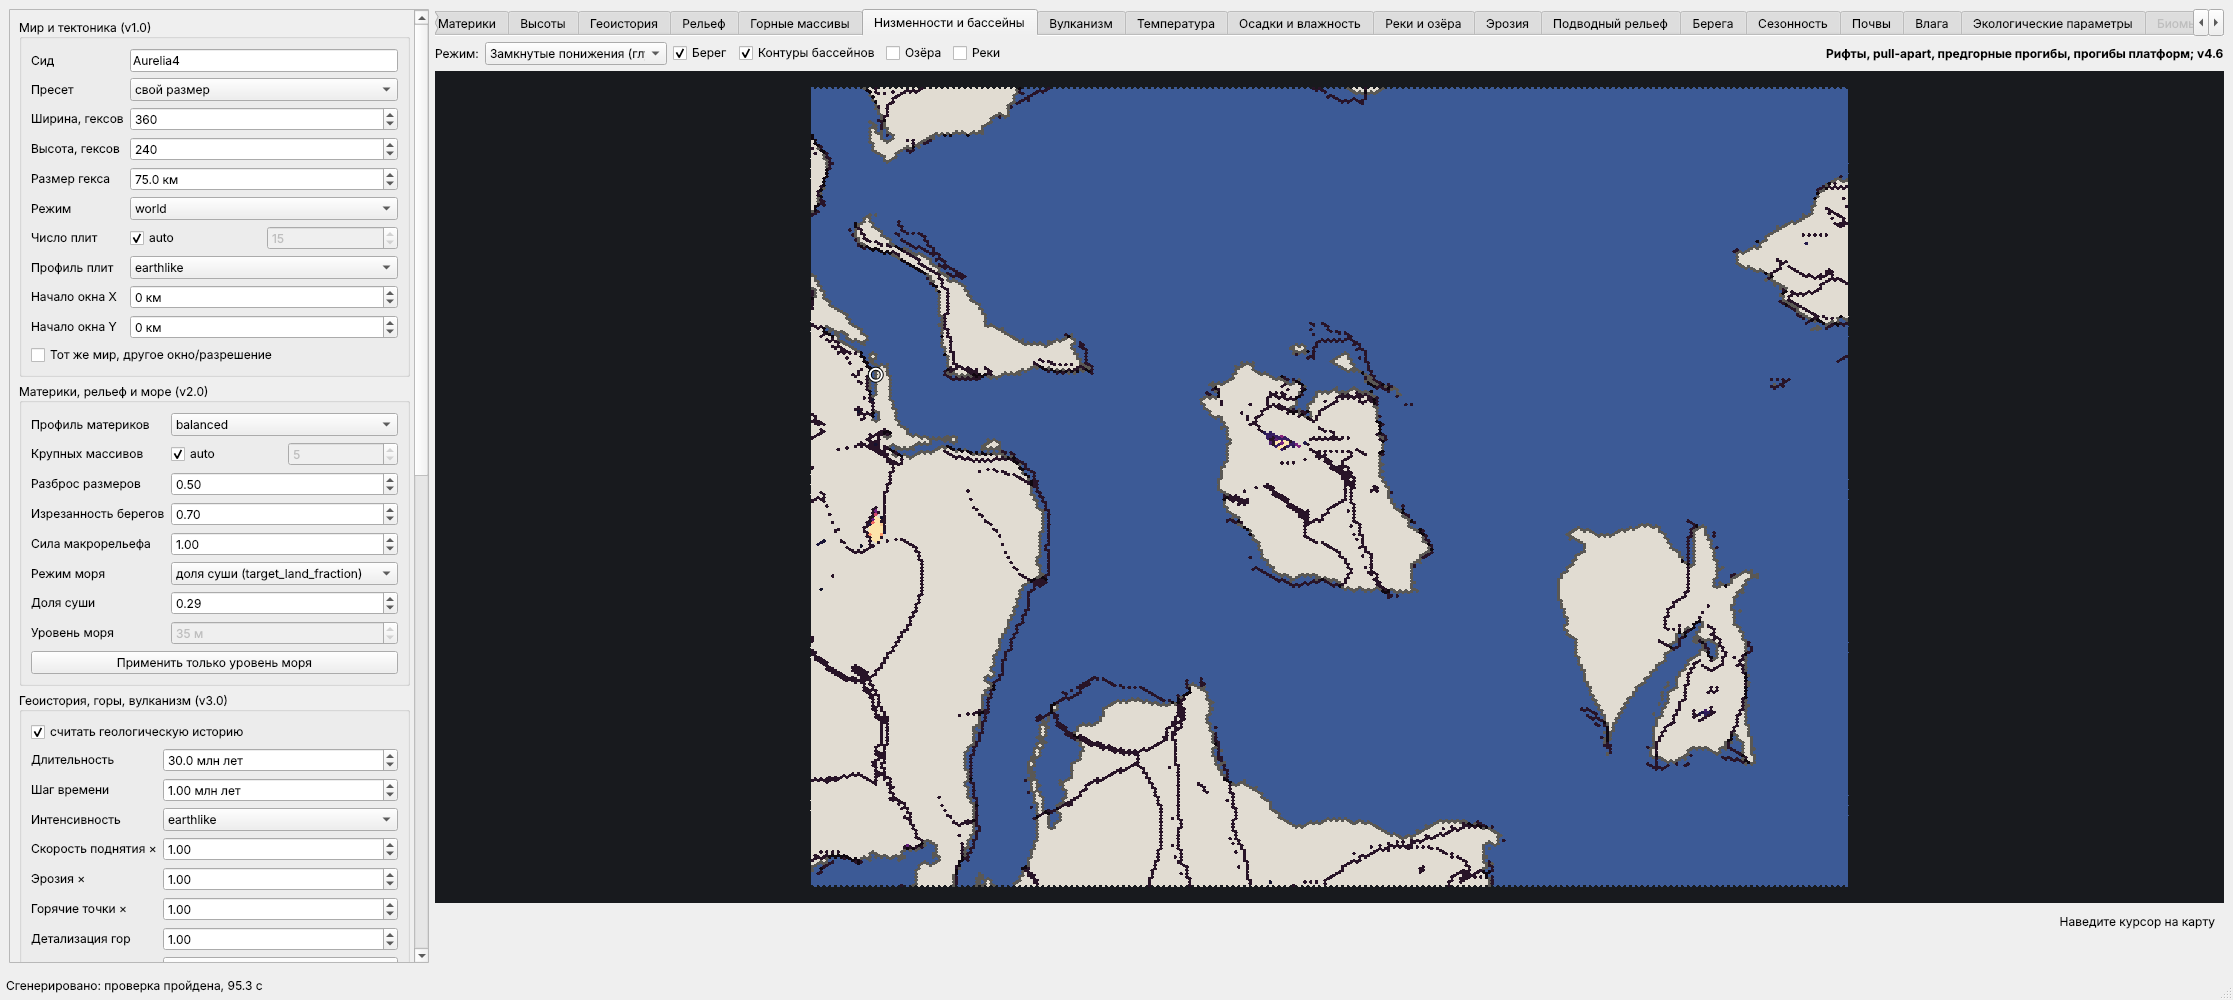 Мир и тектоника (v1.0)
Сид
Aurelia4
Пресет
свой размер
Ширина, гексов
360
Высота, гексов
240
Размер гекса
75.0 км
Режим
world
Число плит
auto
15
Профиль плит
earthlike
Начало окна X
0 км
Начало окна Y
0 км
Тот же мир, другое окно/разрешение
Материки, рельеф и море (v2.0)
Профиль материков
balanced
Крупных массивов
auto
5
Разброс размеров
0.50
Изрезанность берегов
0.70
Сила макрорельефа
1.00
Режим моря
доля суши (target_land_fraction)
Доля суши
0.29
Уровень моря
35 м
Применить только уровень моря
Геоистория, горы, вулканизм (v3.0)
считать геологическую историю
Длительность
30.0 млн лет
Шаг времени
1.00 млн лет
Интенсивность
earthlike
Скорость поднятия ×
1.00
Эрозия ×
1.00
Горячие точки ×
1.00
Детализация гор
1.00
Сгенерировано: проверка пройдена, 95.3 с
Материки
Высоты
Геоистория
Рельеф
Горные массивы
Низменности и бассейны
Вулканизм
Температура
Осадки и влажность
Реки и озёра
Эрозия
Подводный рельеф
Берега
Сезонность
Почвы
Влага
Экологические параметры
Режим:
Замкнутые понижения (гл
Берег
Контуры бассейнов
Озёра
Реки
Рифты, pull-apart, предгорные прогибы, прогибы платформ; v4.6
Наведите курсор на карту